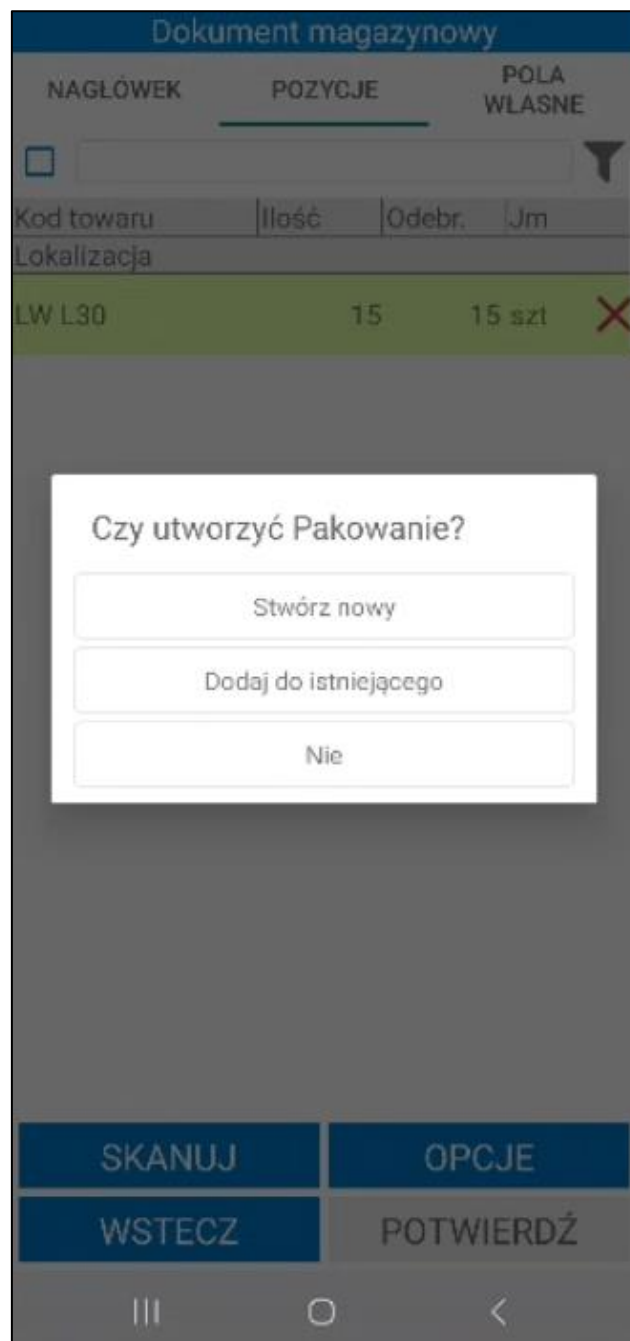 Dokument magazynowy
NAGŁÓWEK POZYCJE POLA
WŁASNE
Kod towaru Ilość Odebr. Jm
Lokalizacja
LW L30 15 15 szt
Czy utworzyć Pakowanie?
Stwórz nowy
Dodaj do istniejącego
Nie
SKANUJ OPCJE
WSTECZ POTWIERDŹ